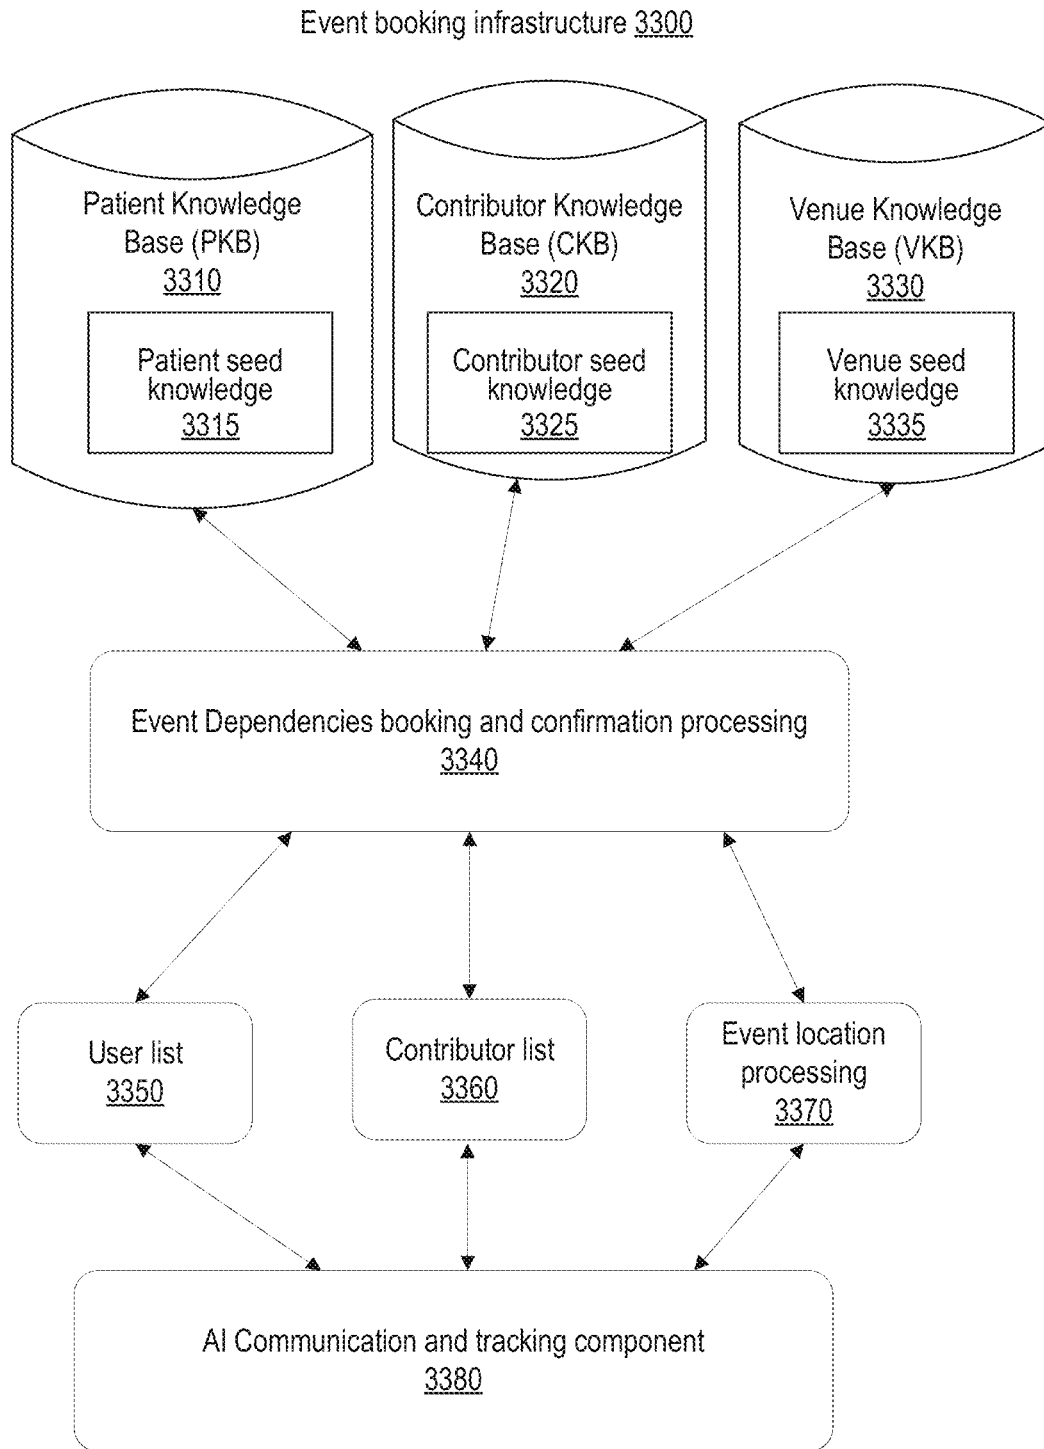 Event booking infrastructure 3300
Patient Knowledge
Base (PKB)
3310
Patient seed
knowledge
3315
Contributor Knowledge
Base (CKB)
3320
Contributor seed
knowledge
3325
Venue Knowledge
Base (VKB)
3330
Venue seed
knowledge
3335
Event Dependencies booking and confirmation processing
3340
User list
3350
Contributor list
3360
Event location
processing
3370
AI Communication and tracking component
3380